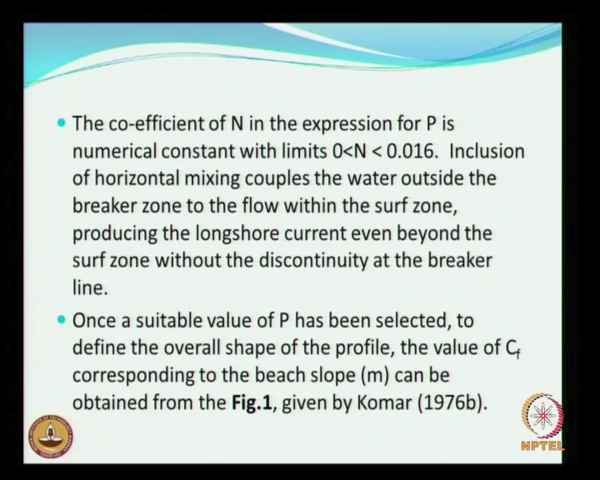 The co-efficient of N in the expression for P is
numerical constant with limits 0<N < 0.016.  Inclusion
of horizontal mixing couples the water outside the
breaker zone to the flow within the surf zone,
producing the longshore current even beyond the
surf zone without the discontinuity at the breaker
line.
Once a suitable value of P has been selected, to
define the overall shape of the profile, the value of Cf
corresponding to the beach slope (m) can be
obtained from the Fig.1, given by Komar (1976b).
NPTEL